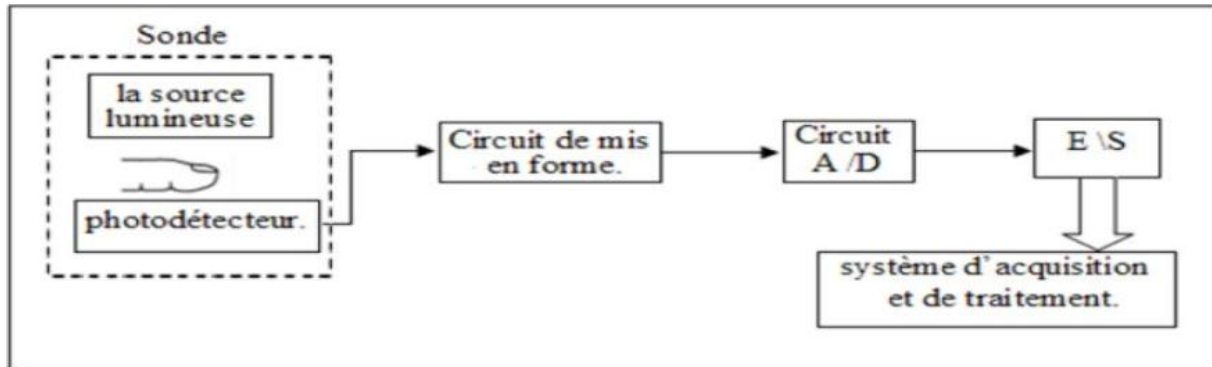 Sonde
la source
lumineuse
photodétecteur.
Circuit de mis
en forme.
Circuit
A /D
E \S
système d'acquisition
et de traitement.